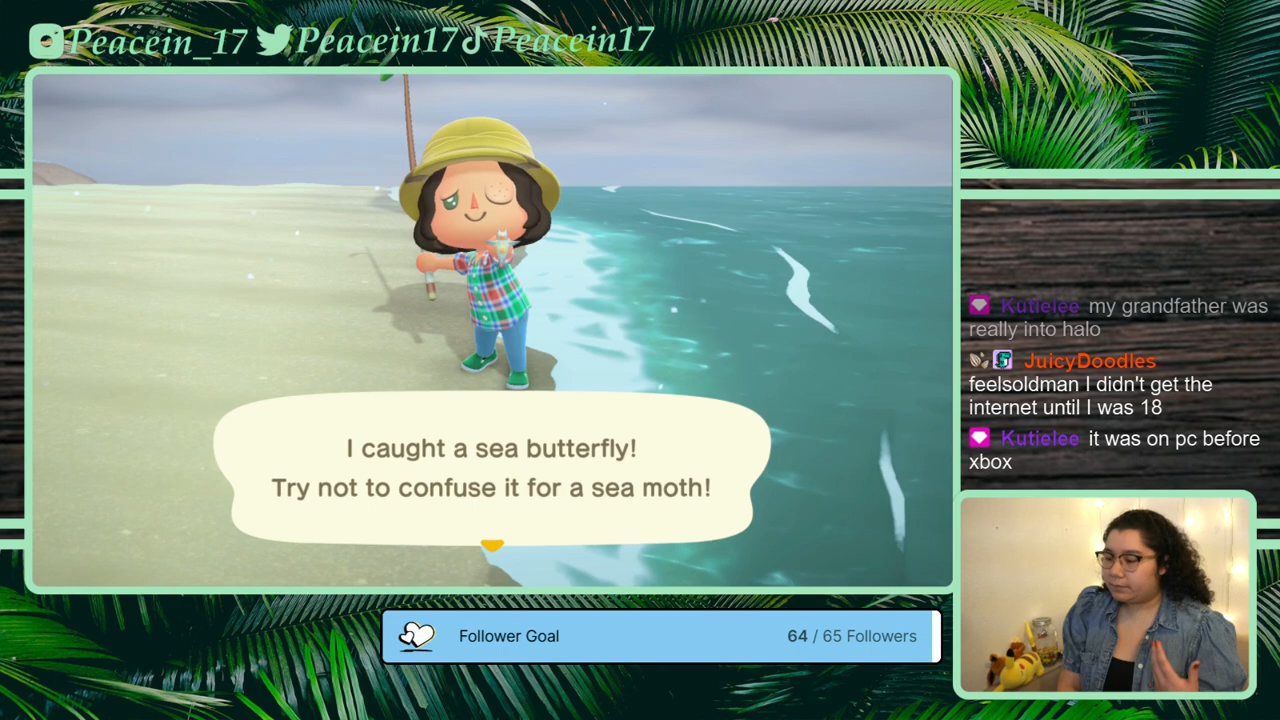 Peacein_17 Peacein17 Peacein17
Kutielee my grandfather was
really into halo
JuicyDoodles
feelsoldman I didn't get the
internet until I was 18
Kutielee it was on pc before
xbox
I caught a sea butterfly!
Try not to confuse it for a sea moth!
Follower Goal 64 / 65 Followers